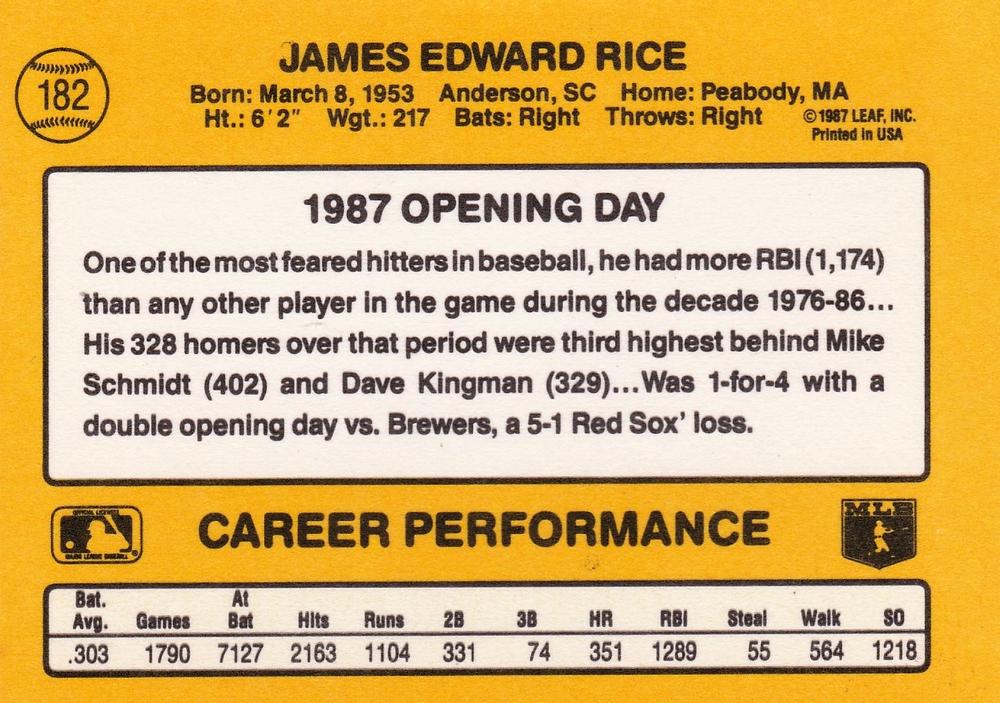 182
JAMES EDWARD RICE
Born: March 8, 1953 Anderson, SC Home: Peabody, MA
Ht.: 6'2" Wgt.: 217 Bats: Right Throws: Right
©1987 LEAF, INC.
Printed in USA
1987 OPENING DAY
One of the most feared hitters in baseball, he had more RBI (1,174)
than any other player in the game during the decade 1976-86...
His 328 homers over that period were third highest behind Mike
Schmidt (402) and Dave Kingman (329)...Was 1-for-4 with a
double opening day vs. Brewers, a 5-1 Red Sox' loss.
OFFICIAL LICENSEE
MAJOR LEAGUE BASEBALL
®
CAREER PERFORMANCE
MLB
Bat. Avg. Games At Bat Hits Runs 2B 3B HR RBI Steal Walk SO
.303 1790 7127 2163 1104 331 74 351 1289 55 564 1218